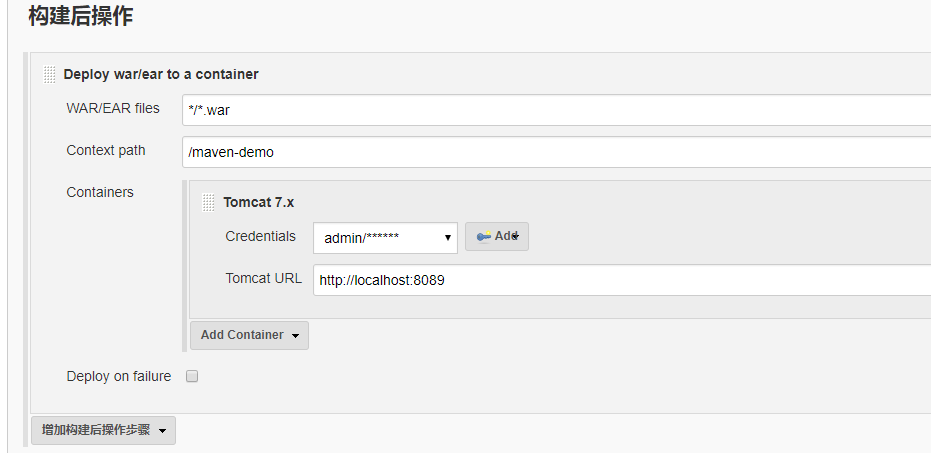 构建后操作
Deploy war/ear to a container
WAR/EAR files
*/*.war
Context path
/maven-demo
Containers
Tomcat 7.x
Credentials
admin/******
Add
Tomcat URL
http://localhost:8089
Add Container
Deploy on failure
增加构建后操作步骤